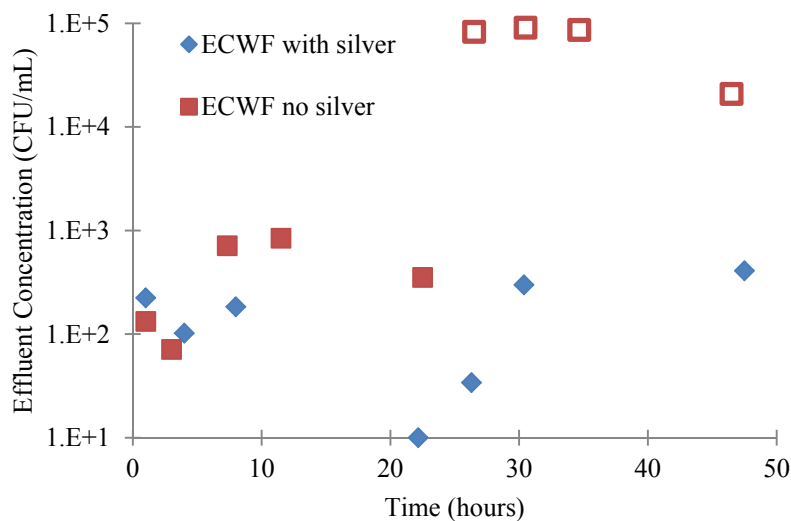 1.E+5
1.E+4
1.E+3
1.E+2
1.E+1
Effluent Concentration (CFU/mL)
ECWF with silver
ECWF no silver
0 10 20 30 40 50
Time (hours)